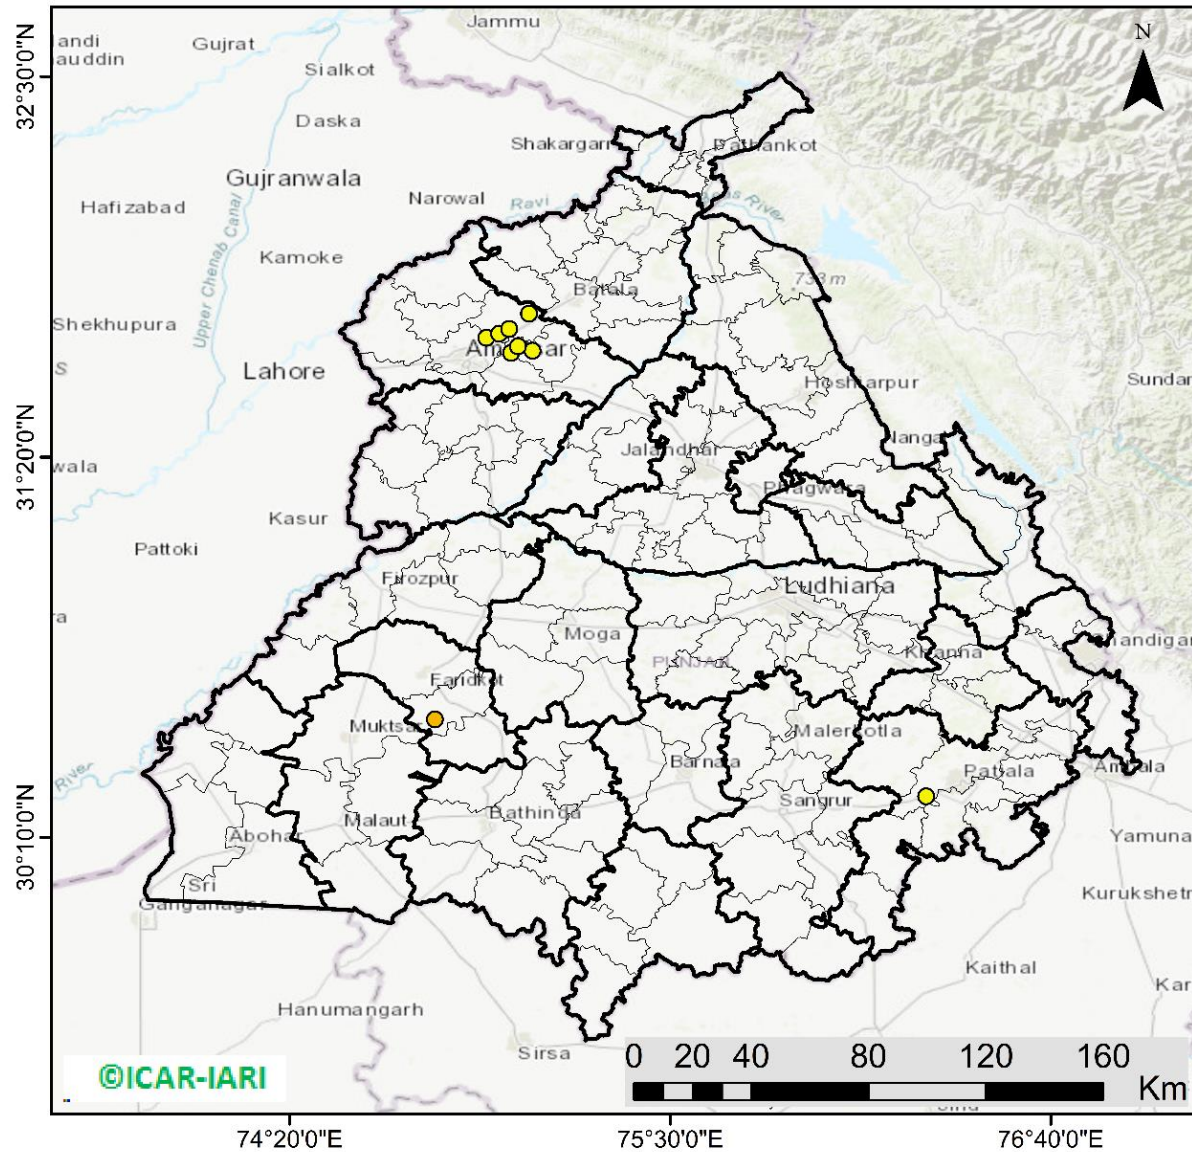 Jammu
N
andi
auddin
Gujrat
Sialkot
32°30'0"N
Daska
Shakargarh
Pathankot
Gujranwala
Narowal
Ravi
River
Hafizabad
Upper Chenab Canal
Kamoke
733 m
Batala
Shekhupura
S
Amritsar
Lahore
Hoshiarpur
Sundar
Nanga
31°20'0"N
wala
Jalandhar
Phagwara
Kasur
Pattoki
Firozpur
Ludhiana
a
Moga
Chandigar
Khanna
PUNJAB
Faridkot
Muktsar
Malerkotla
River
Barnala
Patiala
Ambala
Sangrur
Bathinda
30°10'0"N
Malaut
Abohar
Yamuna
Sri
Ganganagar
Kurukshetr
Kaithal
Kar
Hanumangarh
Sirsa
0 20 40 80 120 160
Km
©ICAR-IARI
74°20'0"E 75°30'0"E 76°40'0"E